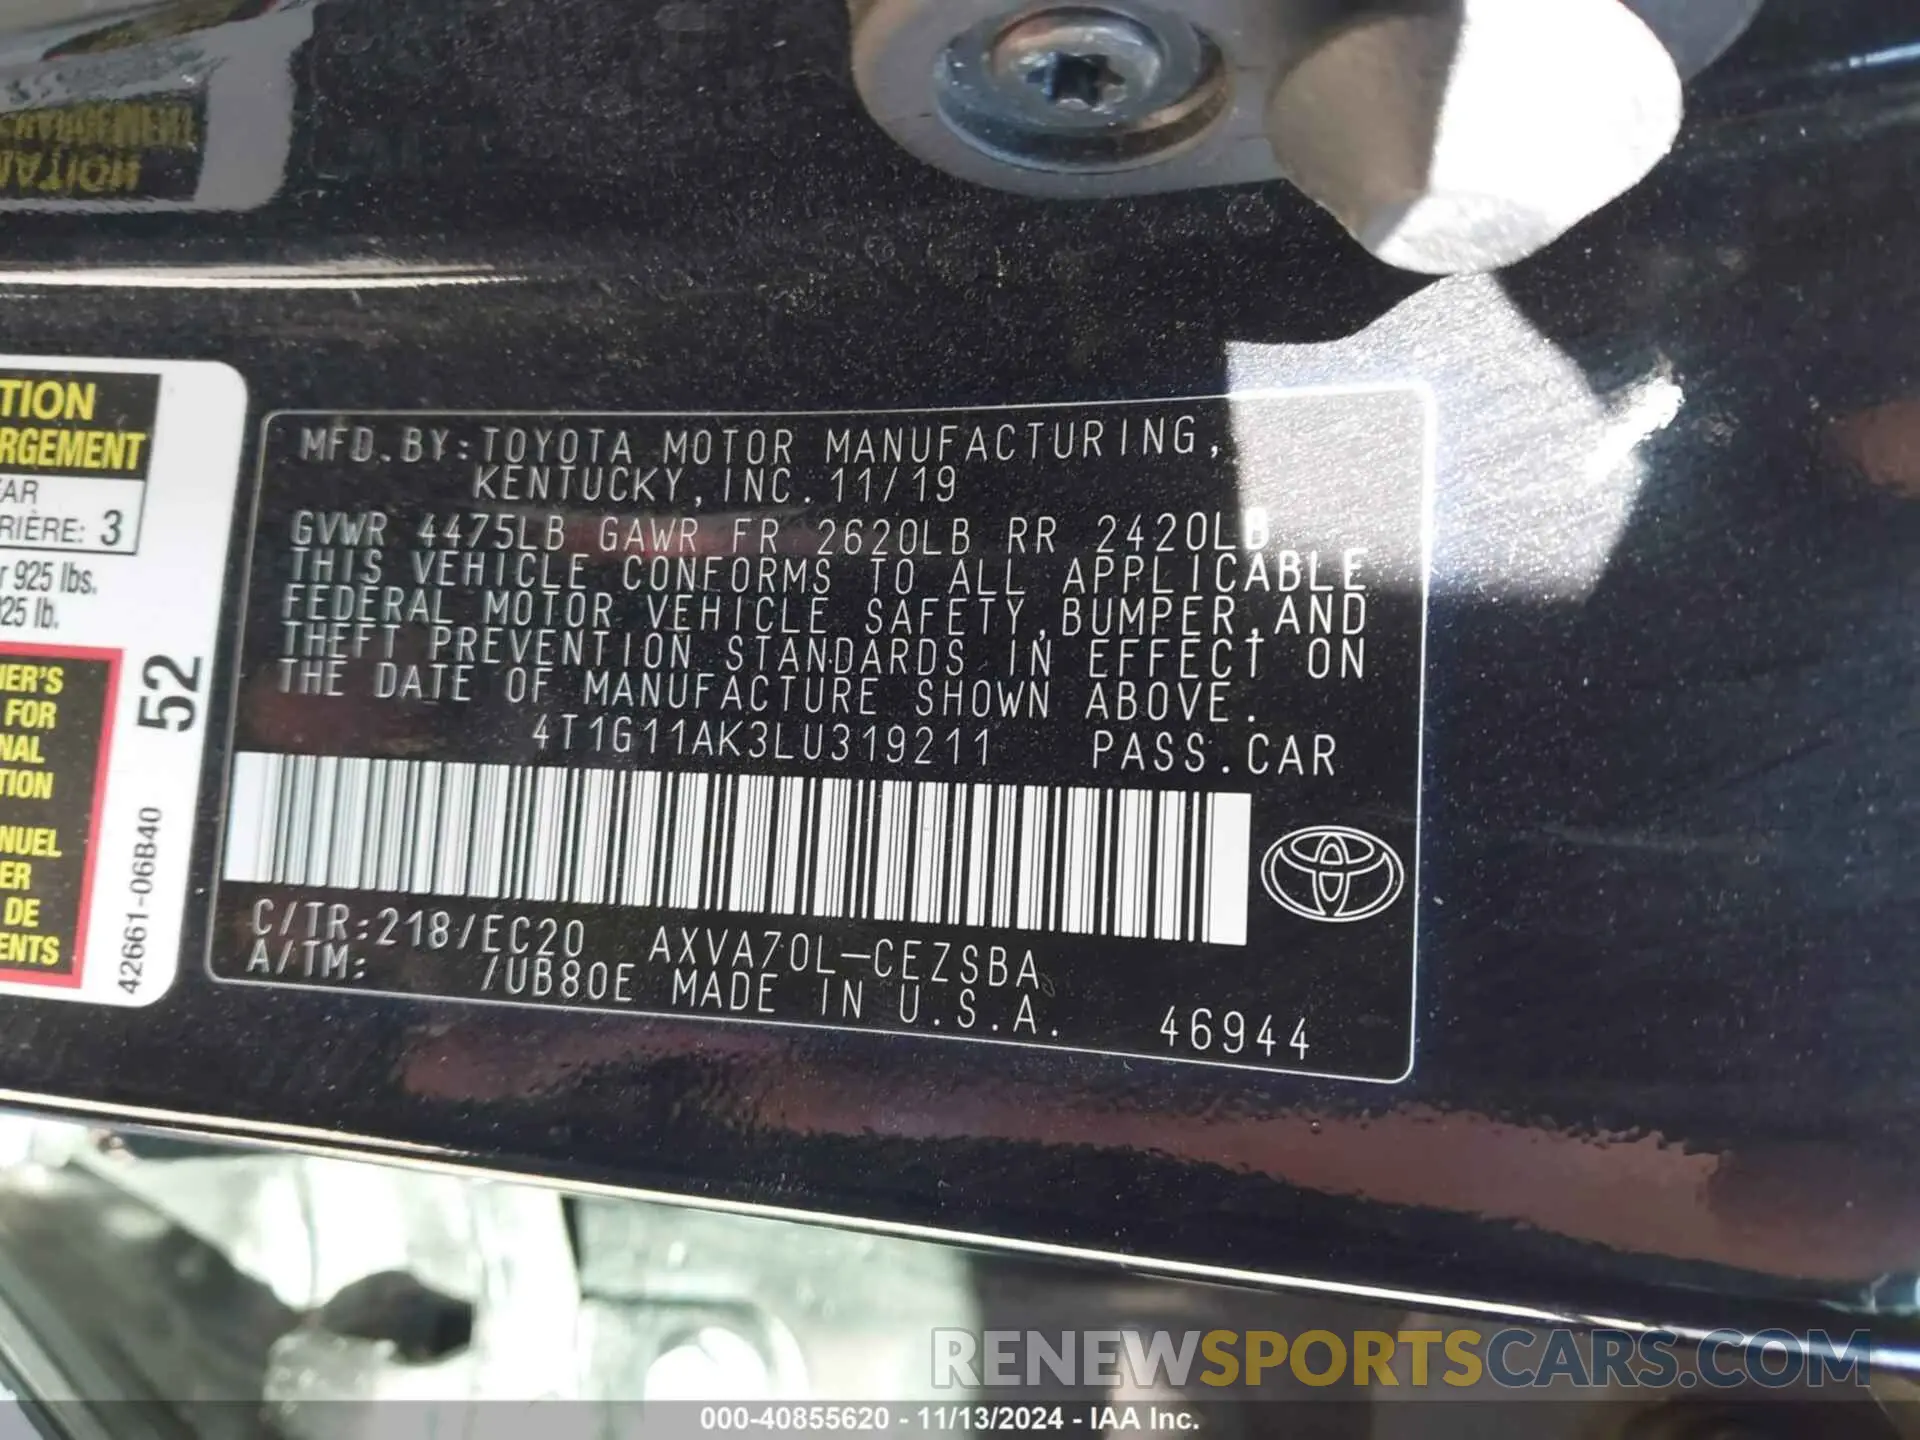 TION
RGEMENT
AR
RIÈRE: 3
r 925 lbs.
25 lb.
52
ER'S
FOR
NAL
TION
NUEL
ER
DE
ENTS
42661-06B40
MFD. BY: TOYOTA MOTOR MANUFACTURING,
KENTUCKY, INC. 11/19
GVWR 4475LB GAWR FR 2620LB RR 2420LB
THIS VEHICLE CONFORMS TO ALL APPLICABLE
FEDERAL MOTOR VEHICLE SAFETY, BUMPER, AND
THEFT PREVENTION STANDARDS IN EFFECT ON
THE DATE OF MANUFACTURE SHOWN ABOVE.
4T1G11AK3LU319211 PASS. CAR
C/TR: 218/EC20 AXVA70L-CEZSBA
A/TM: /UB80E MADE IN U.S.A. 46944
RENEWSPORTSCARS.COM
000-40855620 - 11/13/2024 - IAA Inc.